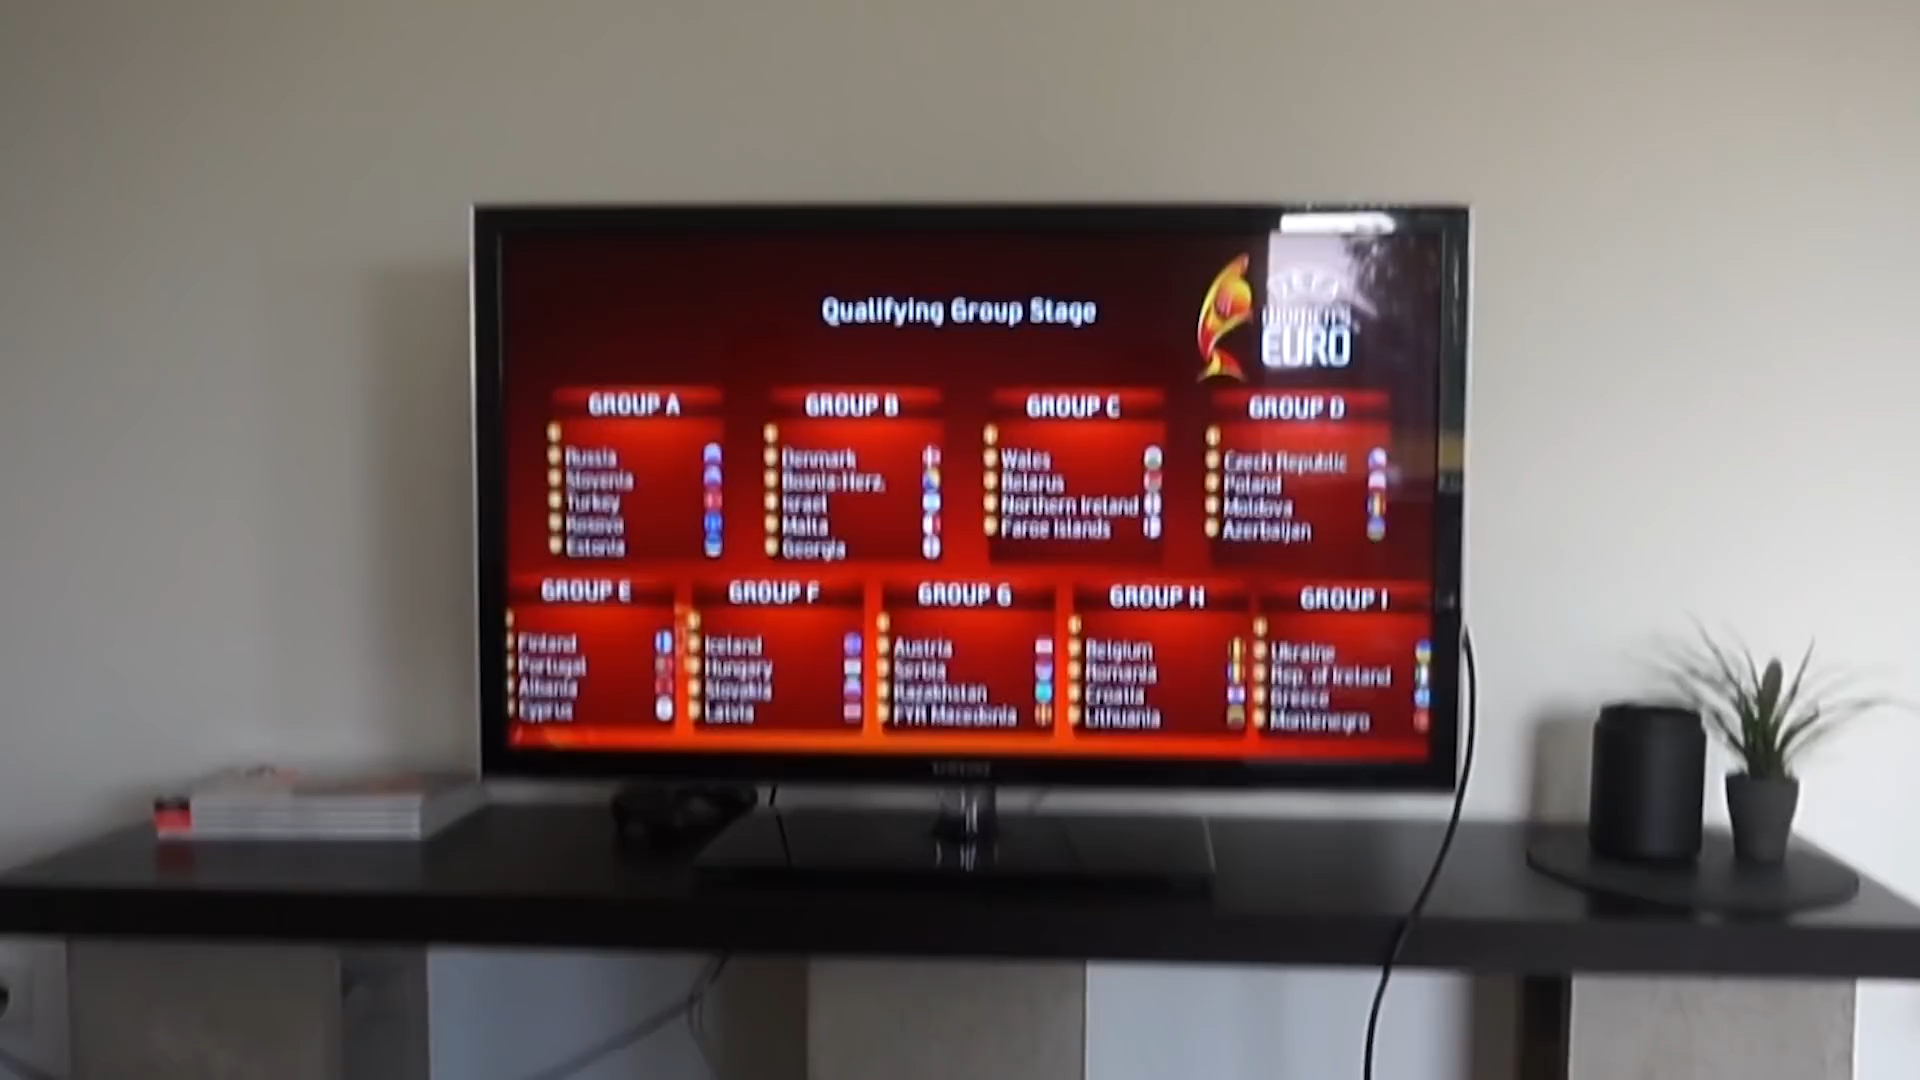 Qualifying Group Stage
UEFA
WOMEN'S
EURO
GROUP A
Russia
Slovenia
Turkey
Kosovo
Estonia
GROUP B
Denmark
Bosnia-Herz.
Israel
Malta
Georgia
GROUP C
Wales
Belarus
Northern Ireland
Faroe Islands
GROUP D
Czech Republic
Poland
Moldova
Azerbaijan
GROUP E
Finland
Portugal
Albania
Cyprus
GROUP F
Iceland
Hungary
Slovakia
Latvia
GROUP G
Austria
Serbia
Kazakhstan
FYR Macedonia
GROUP H
Belgium
Romania
Croatia
Lithuania
GROUP I
Ukraine
Rep. of Ireland
Greece
Montenegro
SAMSUNG